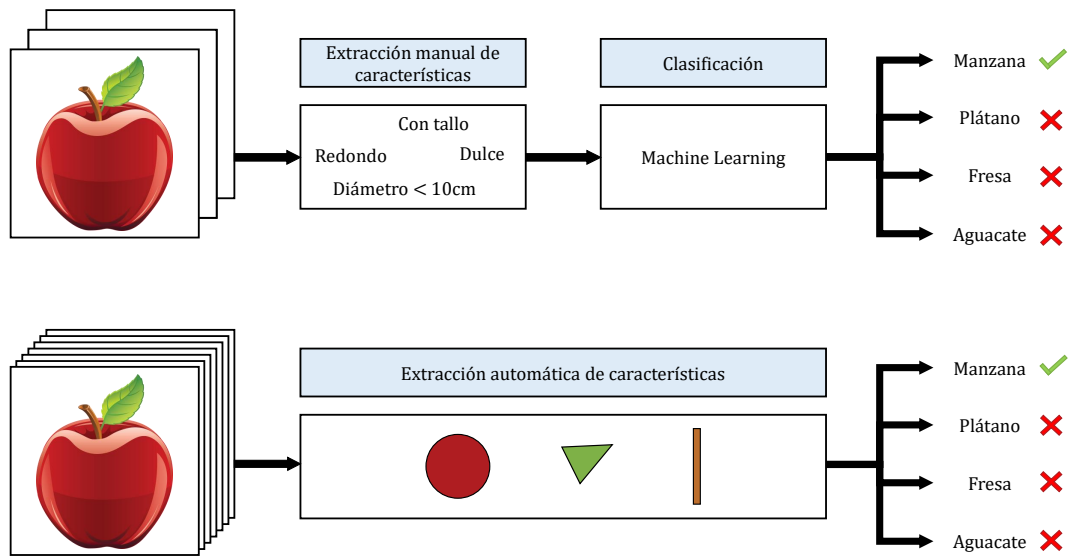 Extracción manual de
características
Clasificación
Con tallo
Redondo
Dulce
Diámetro < 10cm
Machine Learning
Manzana
Plátano
Fresa
Aguacate
Extracción automática de características
Manzana
Plátano
Fresa
Aguacate